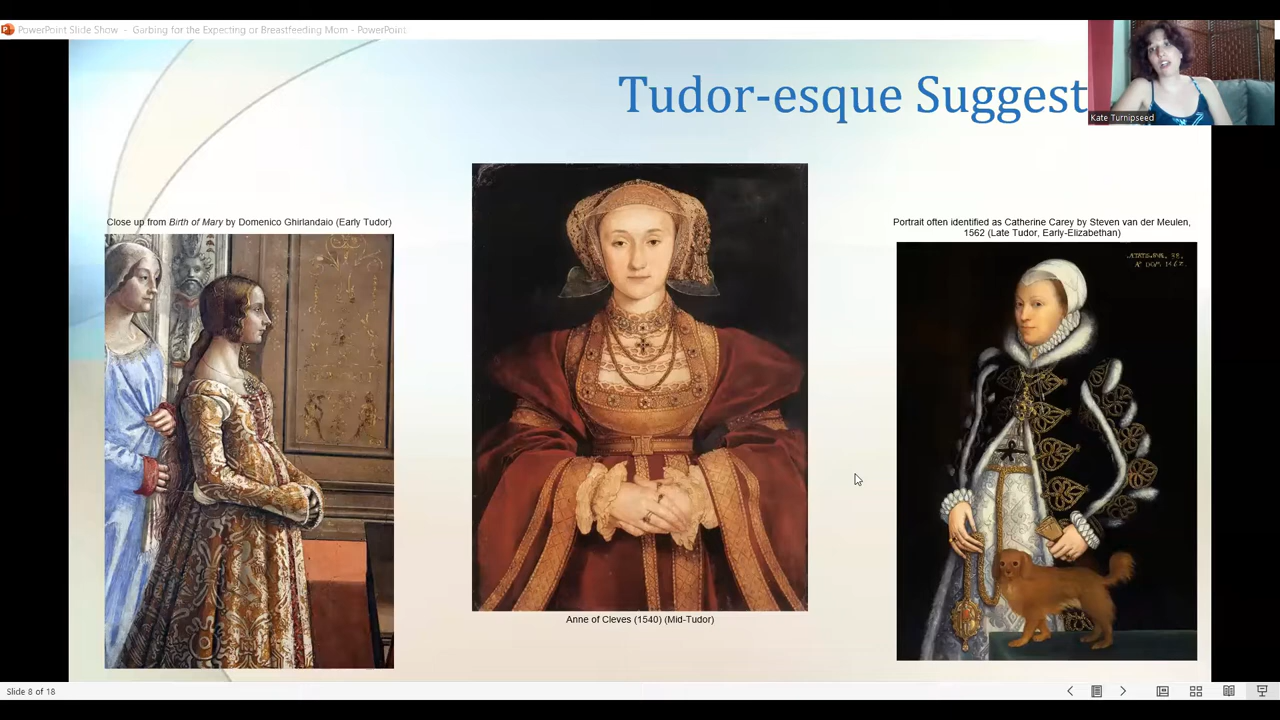 PowerPoint Slide Show - Garbing for the Expecting or Breastfeeding Mom - PowerPoint
Tudor-esque Suggest
Kate Turnipseed
Close up from Birth of Mary by Domenico Ghirlandaio (Early Tudor)
Portrait often identified as Catherine Carey by Steven van der Meulen,
1562 (Late Tudor, Early-Elizabethan)
Anne of Cleves (1540) (Mid-Tudor)
Slide 8 of 18